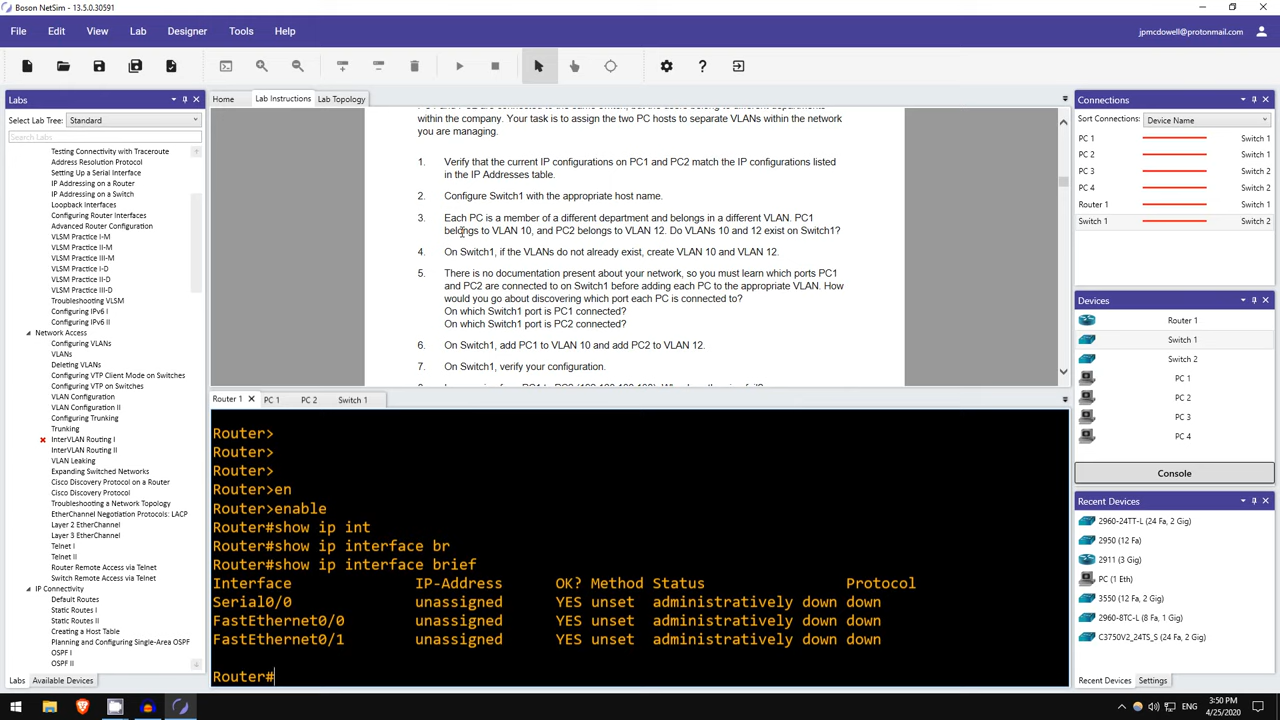 Boson NetSim - 13.5.0.30591
File Edit View Lab Designer Tools Help
jpmcdowell@protonmail.com
Labs
Select Lab Tree: Standard
Search Labs
Testing Connectivity with Traceroute
Address Resolution Protocol
Setting Up a Serial Interface
IP Addressing on a Router
IP Addressing on a Switch
Loopback Interfaces
Configuring Router Interfaces
Advanced Router Configuration
VLSM Practice I-M
VLSM Practice II-M
VLSM Practice III-M
VLSM Practice I-D
VLSM Practice II-D
VLSM Practice III-D
Troubleshooting VLSM
Configuring IPv6 I
Configuring IPv6 II
Network Access
Configuring VLANs
VLANs
Deleting VLANs
Configuring VTP Client Mode on Switches
Configuring VTP on Switches
VLAN Configuration
VLAN Configuration II
Configuring Trunking
Trunking
InterVLAN Routing I
InterVLAN Routing II
VLAN Leaking
Expanding Switched Networks
Cisco Discovery Protocol on a Router
Cisco Discovery Protocol
Troubleshooting a Network Topology
EtherChannel Negotiation Protocols: LACP
Layer 2 EtherChannel
Layer 3 EtherChannel
Telnet I
Telnet II
Router Remote Access via Telnet
Switch Remote Access via Telnet
IP Connectivity
Default Routes
Static Routes I
Static Routes II
Creating a Host Table
Planning and Configuring Single-Area OSPF
OSPF I
OSPF II
Labs Available Devices
Home Lab Instructions Lab Topology
within the company. Your task is to assign the two PC hosts to separate VLANs within the network
you are managing.
1. Verify that the current IP configurations on PC1 and PC2 match the IP configurations listed
in the IP Addresses table.
2. Configure Switch1 with the appropriate host name.
3. Each PC is a member of a different department and belongs in a different VLAN. PC1
belongs to VLAN 10, and PC2 belongs to VLAN 12. Do VLANs 10 and 12 exist on Switch1?
4. On Switch1, if the VLANs do not already exist, create VLAN 10 and VLAN 12.
5. There is no documentation present about your network, so you must learn which ports PC1
and PC2 are connected to on Switch1 before adding each PC to the appropriate VLAN. How
would you go about discovering which port each PC is connected to?
On which Switch1 port is PC1 connected?
On which Switch1 port is PC2 connected?
6. On Switch1, add PC1 to VLAN 10 and add PC2 to VLAN 12.
7. On Switch1, verify your configuration.
Router 1 PC 1 PC 2 Switch 1
Router>
Router>
Router>
Router>en
Router>enable
Router#show ip int
Router#show ip interface br
Router#show ip interface brief
Interface IP-Address OK? Method Status Protocol
Serial0/0 unassigned YES unset administratively down down
FastEthernet0/0 unassigned YES unset administratively down down
FastEthernet0/1 unassigned YES unset administratively down down
Router#
Connections
Sort Connections: Device Name
PC 1 Switch 1
PC 2 Switch 1
PC 3 Switch 1
PC 4 Switch 1
Router 1 Switch 1
Switch 1 Switch 2
Devices
Router 1
Switch 1
Switch 2
PC 1
PC 2
PC 3
PC 4
Console
Recent Devices
2960-24TT-L (24 Fa, 2 Gig)
2950 (12 Fa)
2911 (3 Gig)
PC (1 Eth)
3550 (12 Fa, 2 Gig)
2960-8TC-L (8 Fa, 1 Gig)
C3750V2_24TS_S (24 Fa, 2 Gig)
Recent Devices Settings
ENG
3:50 PM
4/25/2020